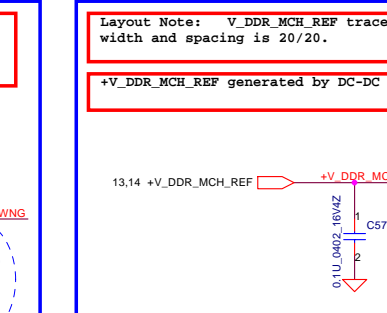 Layout Note: V_DDR_MCH_REF trace
width and spacing is 20/20.
+V_DDR_MCH_REF generated by DC-DC
13,14 +V_DDR_MCH_REF
+V_DDR_MC
WNG
0.1U_0402_16V4Z
1
C57
2